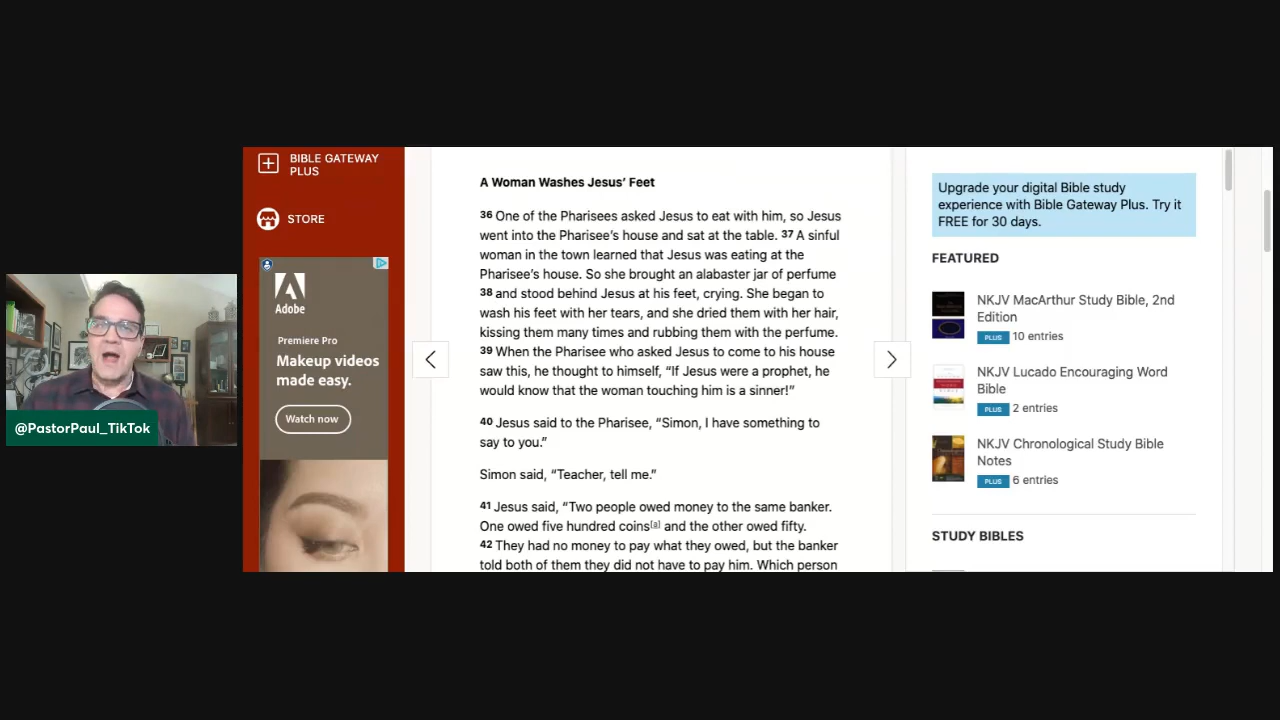 BIBLE GATEWAY
PLUS
STORE
Adobe
Premiere Pro
Makeup videos
made easy.
Watch now
@PastorPaul_TikTok
A Woman Washes Jesus’ Feet
36 One of the Pharisees asked Jesus to eat with him, so Jesus
went into the Pharisee’s house and sat at the table. 37 A sinful
woman in the town learned that Jesus was eating at the
Pharisee’s house. So she brought an alabaster jar of perfume
38 and stood behind Jesus at his feet, crying. She began to
wash his feet with her tears, and she dried them with her hair,
kissing them many times and rubbing them with the perfume.
39 When the Pharisee who asked Jesus to come to his house
saw this, he thought to himself, “If Jesus were a prophet, he
would know that the woman touching him is a sinner!”
40 Jesus said to the Pharisee, “Simon, I have something to
say to you.”
Simon said, “Teacher, tell me.”
41 Jesus said, “Two people owed money to the same banker.
One owed five hundred coins[a] and the other owed fifty.
42 They had no money to pay what they owed, but the banker
told both of them they did not have to pay him. Which person
Upgrade your digital Bible study
experience with Bible Gateway Plus. Try it
FREE for 30 days.
FEATURED
NKJV MacArthur Study Bible, 2nd
Edition
PLUS 10 entries
NKJV Lucado Encouraging Word
Bible
PLUS 2 entries
NKJV Chronological Study Bible
Notes
PLUS 6 entries
STUDY BIBLES